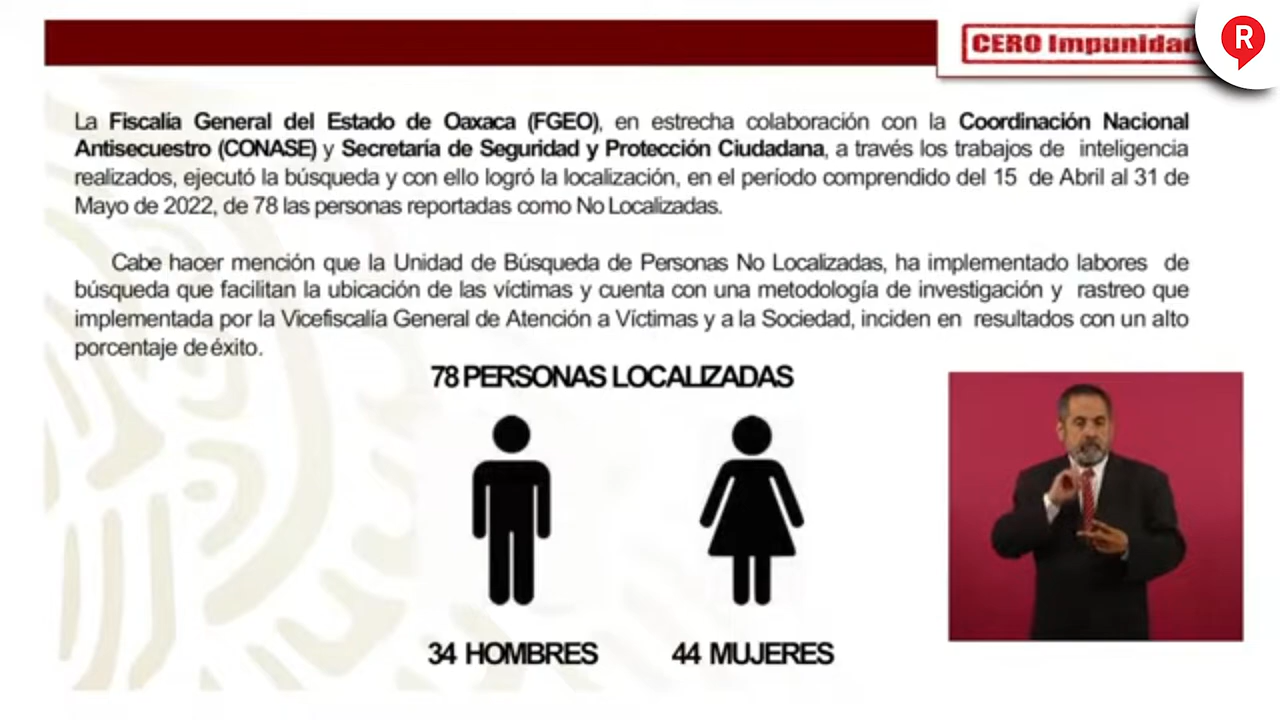 CERO Impunidad
R
La Fiscalía General del Estado de Oaxaca (FGEO), en estrecha colaboración con la Coordinación Nacional
Antisecuestro (CONASE) y Secretaría de Seguridad y Protección Ciudadana, a través los trabajos de inteligencia
realizados, ejecutó la búsqueda y con ello logró la localización, en el período comprendido del 15 de Abril al 31 de
Mayo de 2022, de 78 las personas reportadas como No Localizadas.
Cabe hacer mención que la Unidad de Búsqueda de Personas No Localizadas, ha implementado labores de
búsqueda que facilitan la ubicación de las víctimas y cuenta con una metodología de investigación y rastreo que
implementada por la Vicefiscalía General de Atención a Víctimas y a la Sociedad, inciden en resultados con un alto
porcentaje de éxito.
78 PERSONAS LOCALIZADAS
34 HOMBRES
44 MUJERES